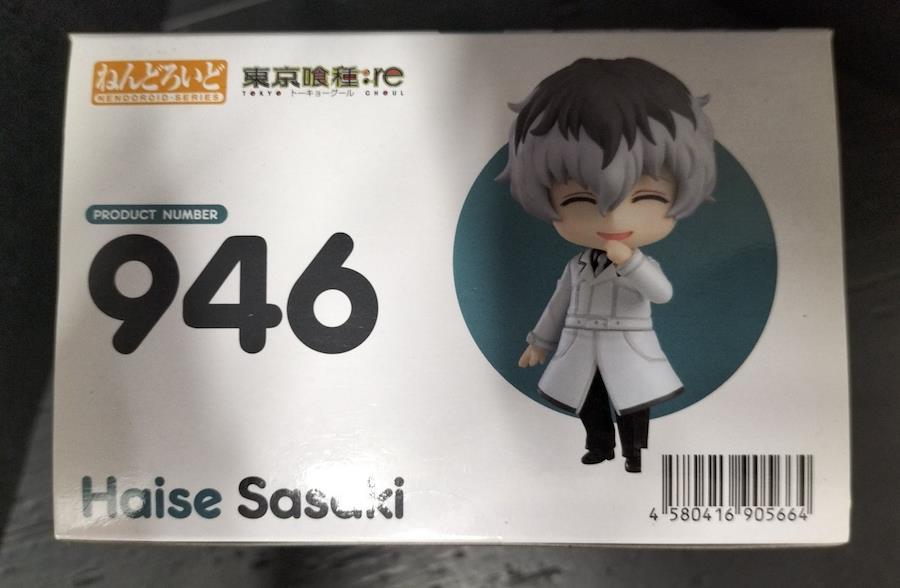 ねんどろいど
NENDOROID-SERIES
東京喰種:re
TOKYO トーキョーグール GHOUL
PRODUCT NUMBER
946
Haise Sasaki
4 580416 905664